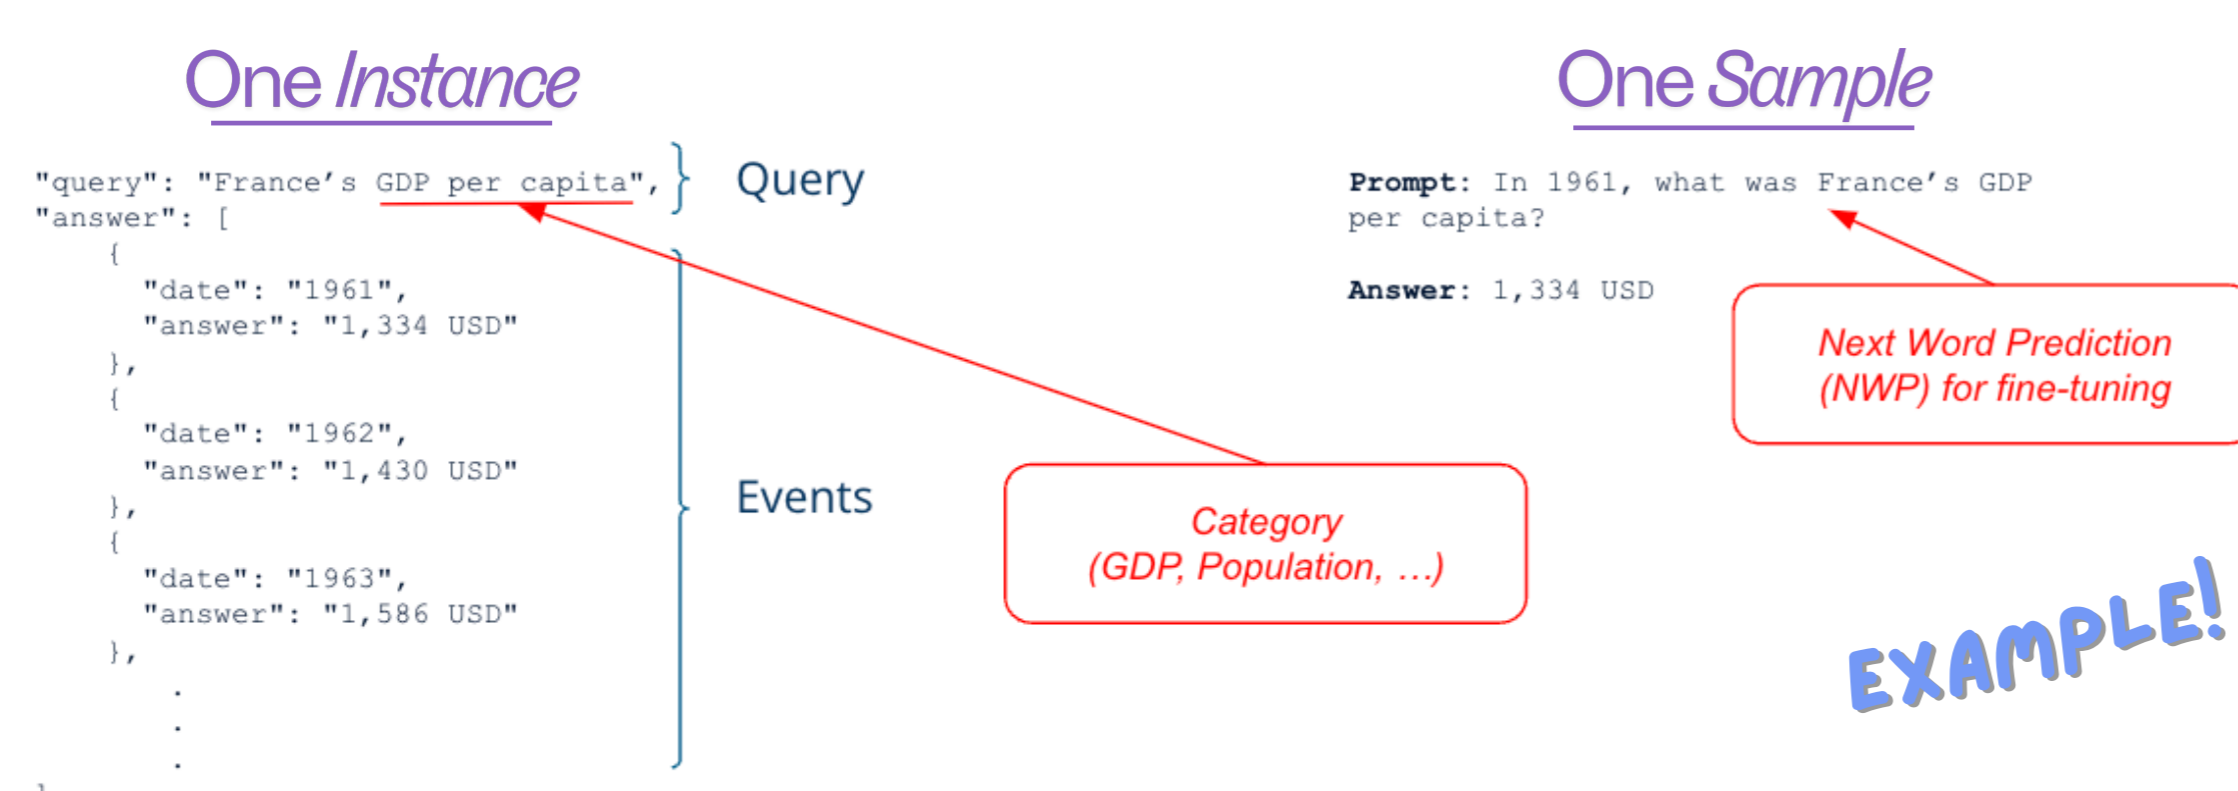 One Instance
"query": "France’s GDP per capita",
"answer": [
{
"date": "1961",
"answer": "1,334 USD"
},
{
"date": "1962",
"answer": "1,430 USD"
},
{
"date": "1963",
"answer": "1,586 USD"
},
.
.
.
Query
Events
Category
(GDP, Population, ...)
One Sample
Prompt: In 1961, what was France’s GDP
per capita?
Answer: 1,334 USD
Next Word Prediction
(NWP) for fine-tuning
EXAMPLE!